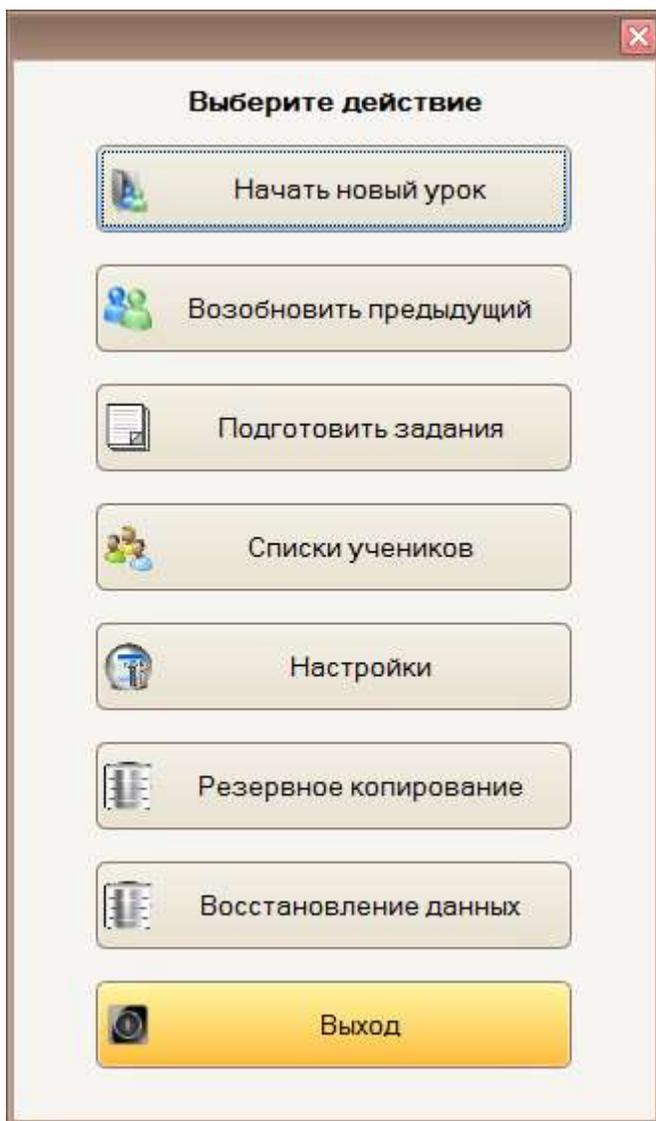 Выберите действие
Начать новый урок
Возобновить предыдущий
Подготовить задания
Списки учеников
Настройки
Резервное копирование
Восстановление данных
Выход